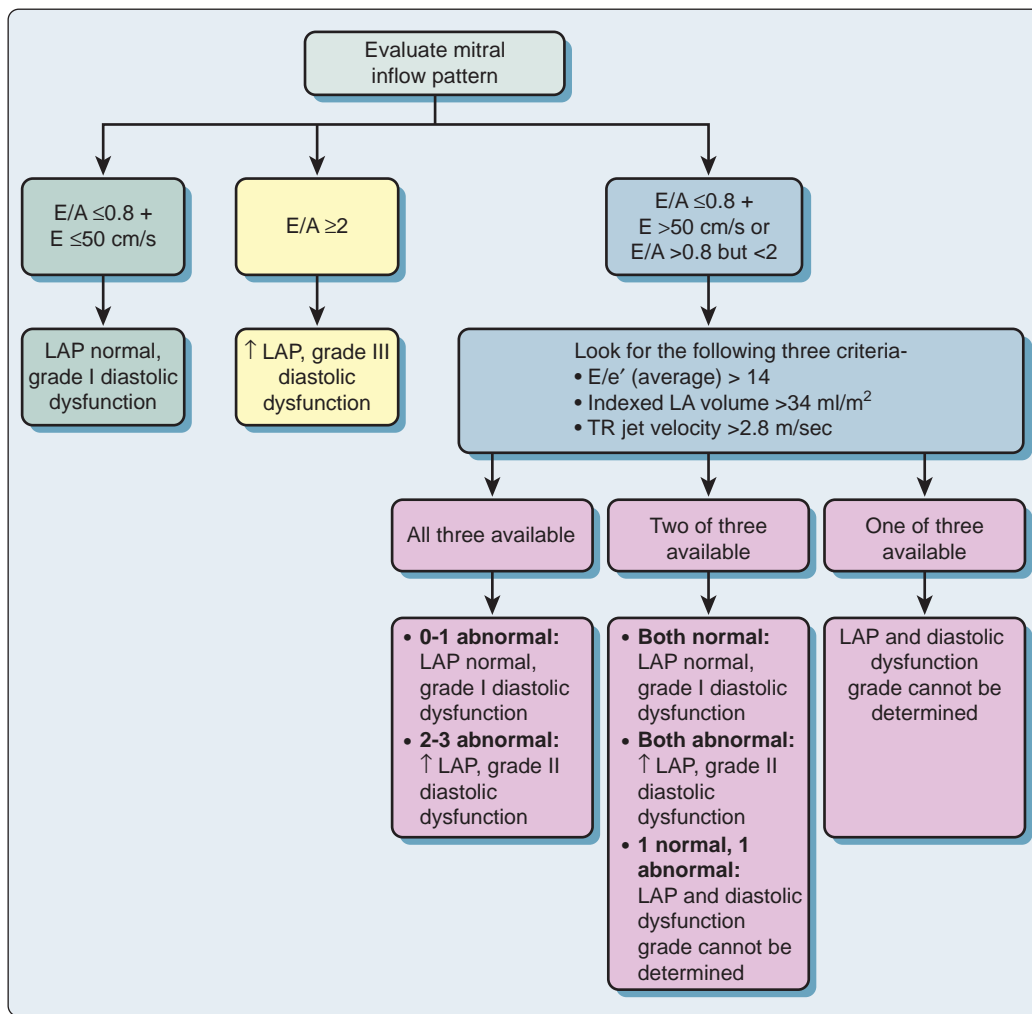 Evaluate mitral
inflow pattern
E/A ≤0.8 +
E ≤50 cm/s
E/A ≥2
E/A ≤0.8 +
E >50 cm/s or
E/A >0.8 but <2
LAP normal,
grade I diastolic
dysfunction
↑ LAP, grade III
diastolic
dysfunction
Look for the following three criteria-
• E/e′ (average) > 14
• Indexed LA volume >34 ml/m²
• TR jet velocity >2.8 m/sec
All three available
Two of three
available
One of three
available
• 0-1 abnormal:
LAP normal,
grade I diastolic
dysfunction
• 2-3 abnormal:
↑ LAP, grade II
diastolic
dysfunction
• Both normal:
LAP normal,
grade I diastolic
dysfunction
• Both abnormal:
↑ LAP, grade II
diastolic
dysfunction
• 1 normal, 1
abnormal:
LAP and diastolic
dysfunction
grade cannot be
determined
LAP and diastolic
dysfunction
grade cannot be
determined